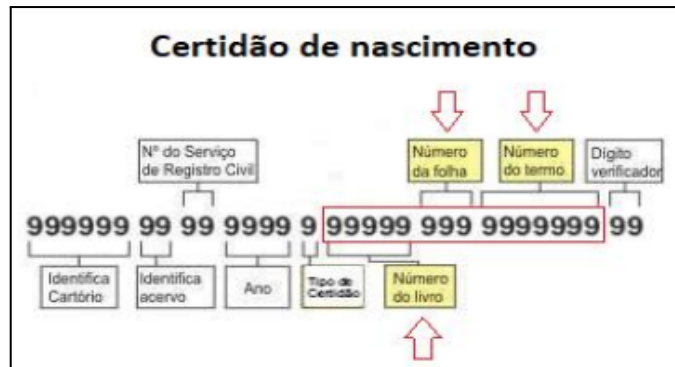 Certidão de nascimento
Nº do Serviço
de Registro Civil
Número
da folha
Número
do termo
Dígito
verificador
999999 99 99 9999 9 99999 999 9999999 99
Identifica
Cartório
Identifica
acervo
Ano
Tipo de
Certidão
Número
do livro